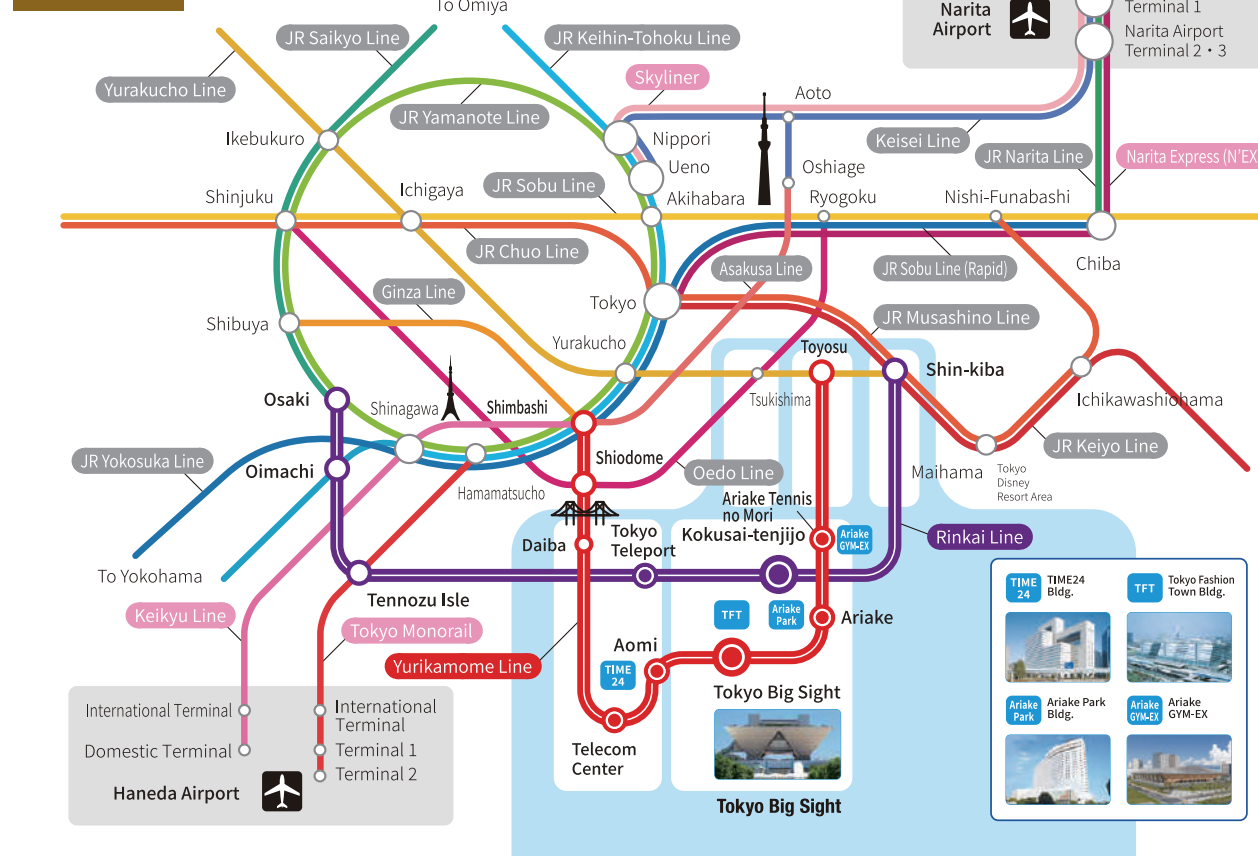 To Omiya
Narita
Airport
Terminal 1
Narita Airport
Terminal 2・3
JR Saikyo Line
JR Keihin-Tohoku Line
Skyliner
Yurakucho Line
Aoto
JR Yamanote Line
Ikebukuro
Nippori
Keisei Line
JR Narita Line
Narita Express (N'EX
Ueno
Oshiage
Shinjuku
Ichigaya
JR Sobu Line
Akihabara
Ryogoku
Nishi-Funabashi
JR Chuo Line
Asakusa Line
JR Sobu Line (Rapid)
Chiba
Ginza Line
Tokyo
Shibuya
JR Musashino Line
Yurakucho
Toyosu
Shin-kiba
Osaki
Shinagawa
Shimbashi
Tsukishima
Ichikawashiohama
JR Keiyo Line
JR Yokosuka Line
Oimachi
Shiodome
Oedo Line
Maihama
Tokyo
Disney
Resort Area
Hamamatsucho
Ariake Tennis
no Mori
Kokusai-tenjijo
Ariake
GYM-EX
Daiba
Tokyo
Teleport
Rinkai Line
To Yokohama
Tennozu Isle
TIME
24
TIME24
Bldg.
TFT
Tokyo Fashion
Town Bldg.
Keikyu Line
Tokyo Monorail
TFT
Ariake
Park
Ariake
Yurikamome Line
Aomi
TIME
24
Tokyo Big Sight
International Terminal
International
Terminal
Ariake
Park
Ariake Park
Bldg.
Ariake
GYM-EX
Ariake
GYM-EX
Domestic Terminal
Terminal 1
Terminal 2
Telecom
Center
Haneda Airport
Tokyo Big Sight